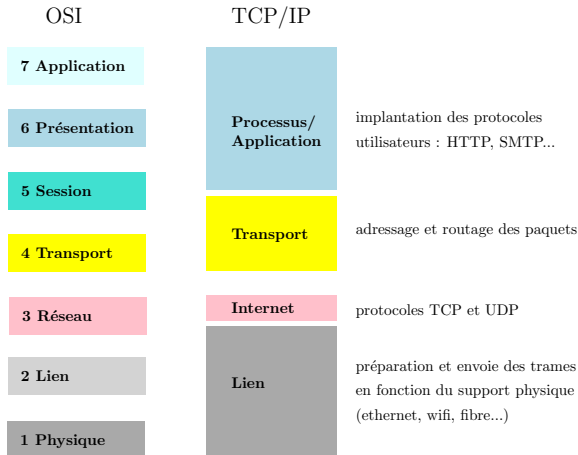 OSI
TCP/IP
7 Application
6 Présentation
5 Session
4 Transport
3 Réseau
2 Lien
1 Physique
Processus/
Application
Transport
Internet
Lien
implantation des protocoles
utilisateurs : HTTP, SMTP...
adressage et routage des paquets
protocoles TCP et UDP
préparation et envoie des trames
en fonction du support physique
(ethernet, wifi, fibre...)